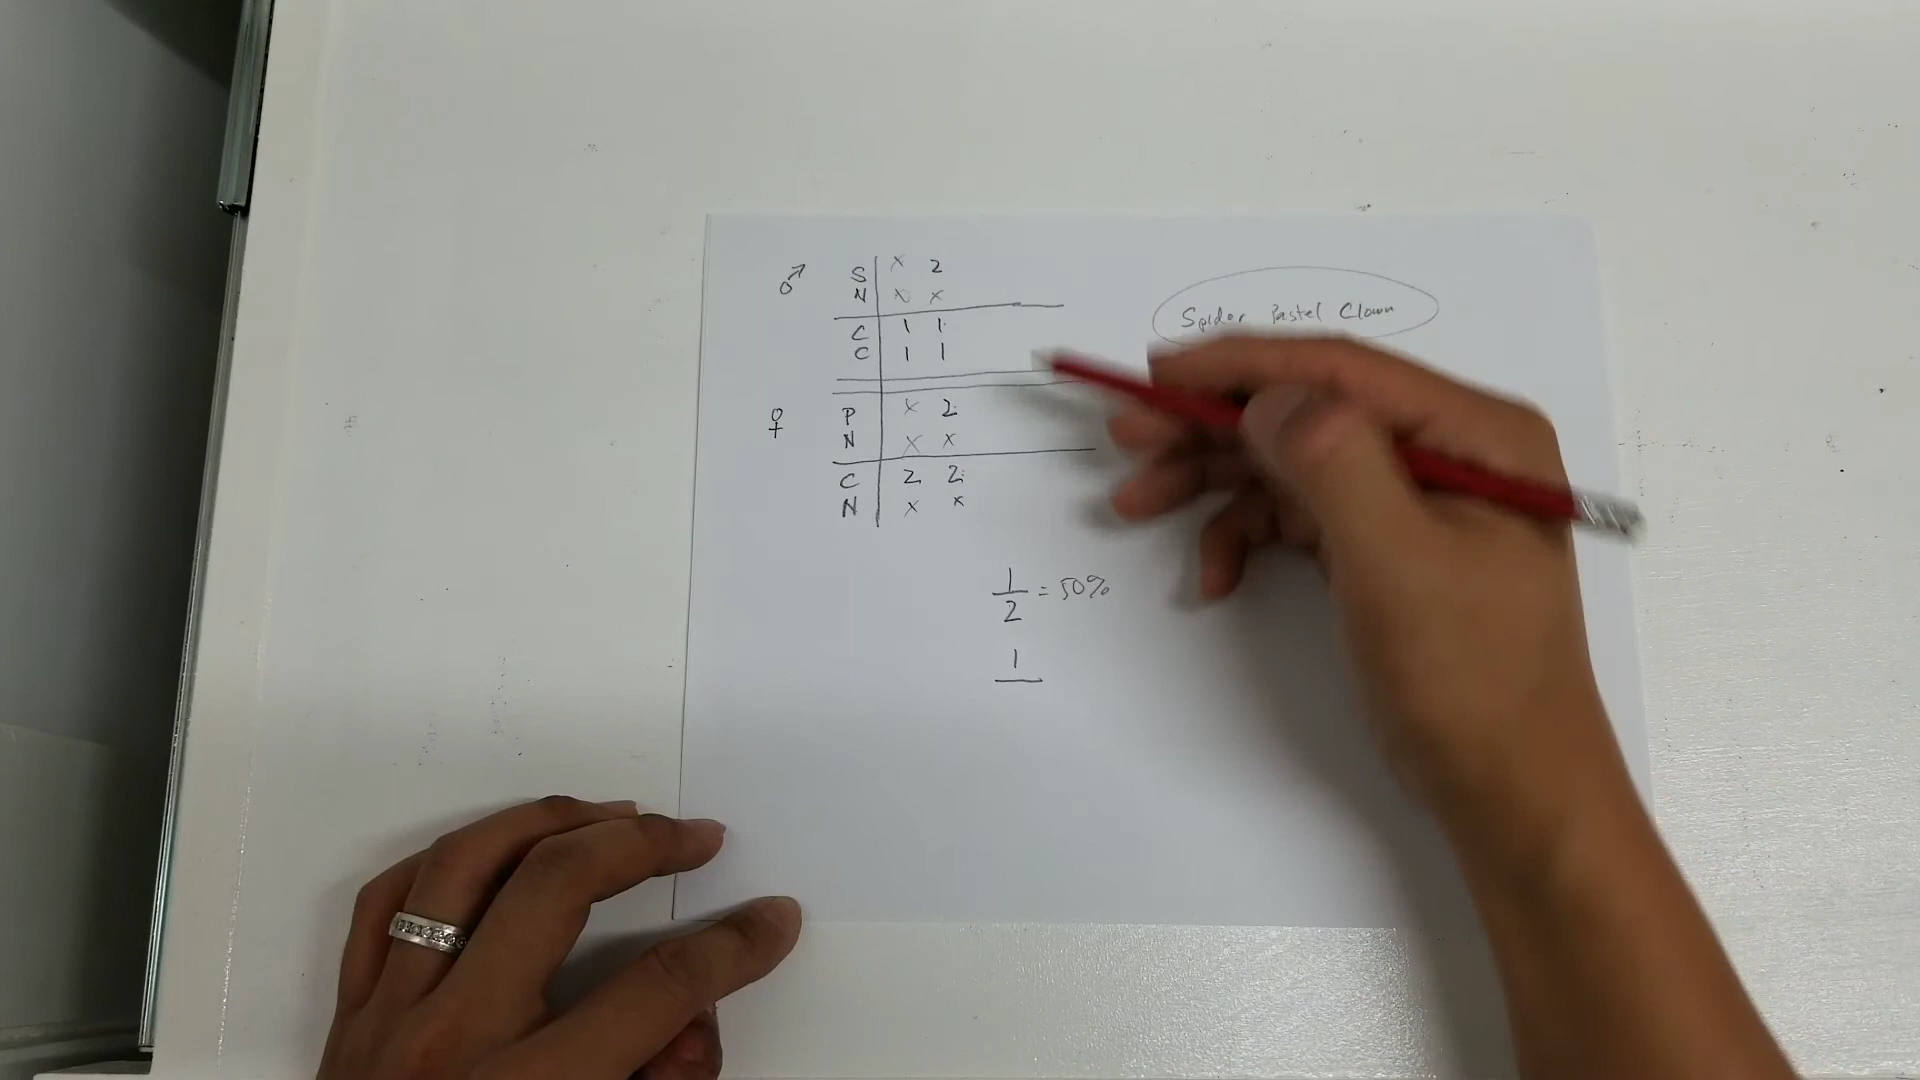 ♂ S x 2
N x x
C 1 1
C 1 1
♀ P x 2
N x x
C 2 2
N x x
Spider Pastel Clown
1/2 = 50%
1